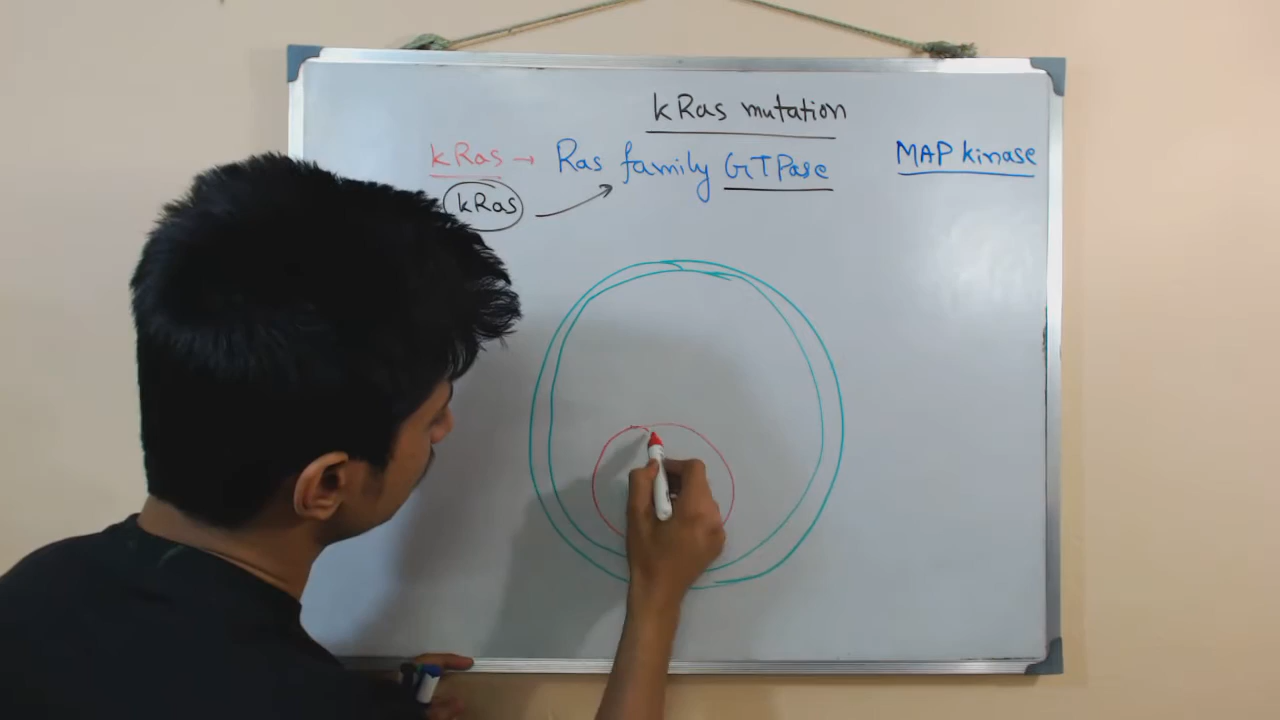 kRas mutation
kRas → Ras family GTPase
MAP kinase
kRas